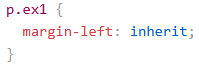 p.ex1 {
  margin-left: inherit;
}